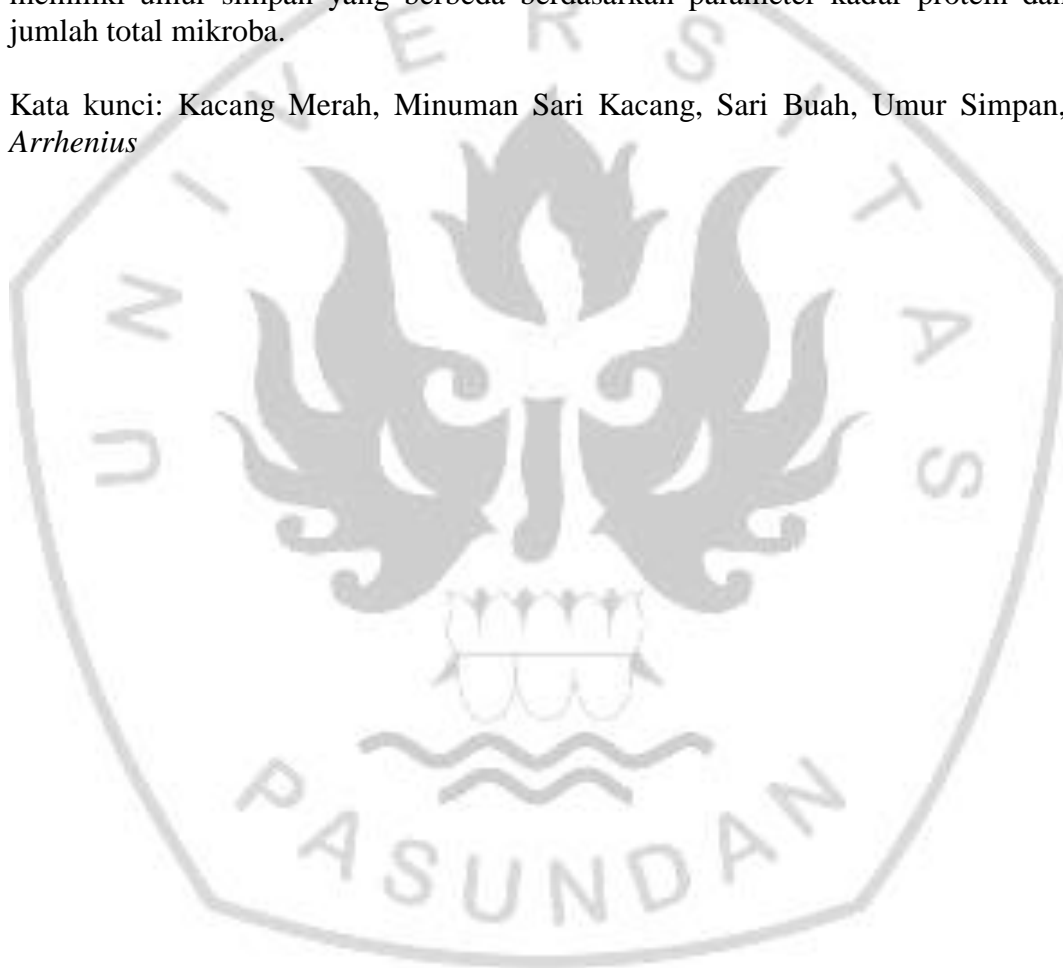 memiliki umur simpan yang berbeda berdasarkan parameter kadar protein dan
jumlah total mikroba.
Kata kunci: Kacang Merah, Minuman Sari Kacang, Sari Buah, Umur Simpan,
Arrhenius
UNIVERSITAS
PASUNDAN